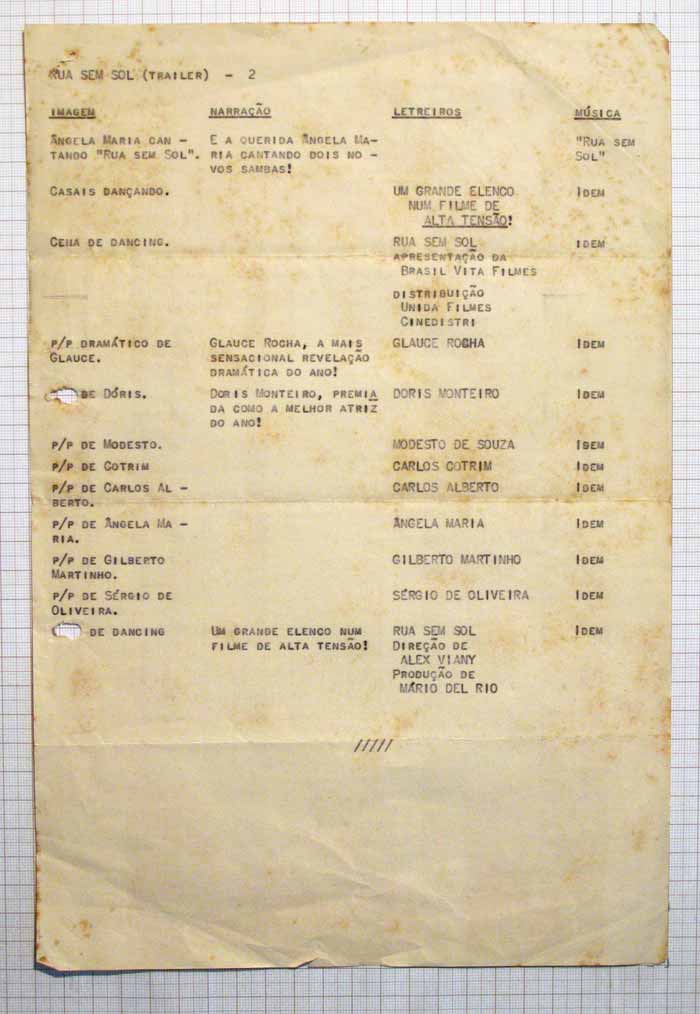 RUA SEM SOL (TRAILER) - 2
IMAGEM NARRAÇÃO LETREIROS MÚSICA
ÂNGELA MARIA CAN - E A QUERIDA ÂNGELA MA- "RUA SEM
TANDO "RUA SEM SOL". RIA CANTANDO DOIS NO - SOL"
VOS SAMBAS!
CASAIS DANÇANDO. UM GRANDE ELENCO IDEM
NUM FILME DE
ALTA TENSÃO!
CENA DE DANCING. RUA SEM SOL IDEM
APRESENTAÇÃO DA
BRASIL VITA FILMES
DISTRIBUIÇÃO
UNIDA FILMES
CINEDISTRI
P/P DRAMÁTICO DE GLAUCE ROCHA, A MAIS GLAUCE ROCHA IDEM
GLAUCE. SENSACIONAL REVELAÇÃO
DRAMÁTICA DO ANO!
DE DÓRIS. DORIS MONTEIRO, PREMIA DORIS MONTEIRO IDEM
DA COMO A MELHOR ATRIZ
DO ANO!
P/P DE MODESTO. MODESTO DE SOUZA IDEM
P/P DE COTRIM CARLOS COTRIM IDEM
P/P DE CARLOS AL - CARLOS ALBERTO IDEM
BERTO.
P/P DE ÂNGELA MA - ÂNGELA MARIA IDEM
RIA.
P/P DE GILBERTO GILBERTO MARTINHO IDEM
MARTINHO.
P/P DE SÉRGIO DE SÉRGIO DE OLIVEIRA IDEM
OLIVEIRA.
DE DANCING UM GRANDE ELENCO NUM RUA SEM SOL IDEM
FILME DE ALTA TENSÃO! DIREÇÃO DE
ALEX VIANY
PRODUÇÃO DE
MÁRIO DEL RIO
/////